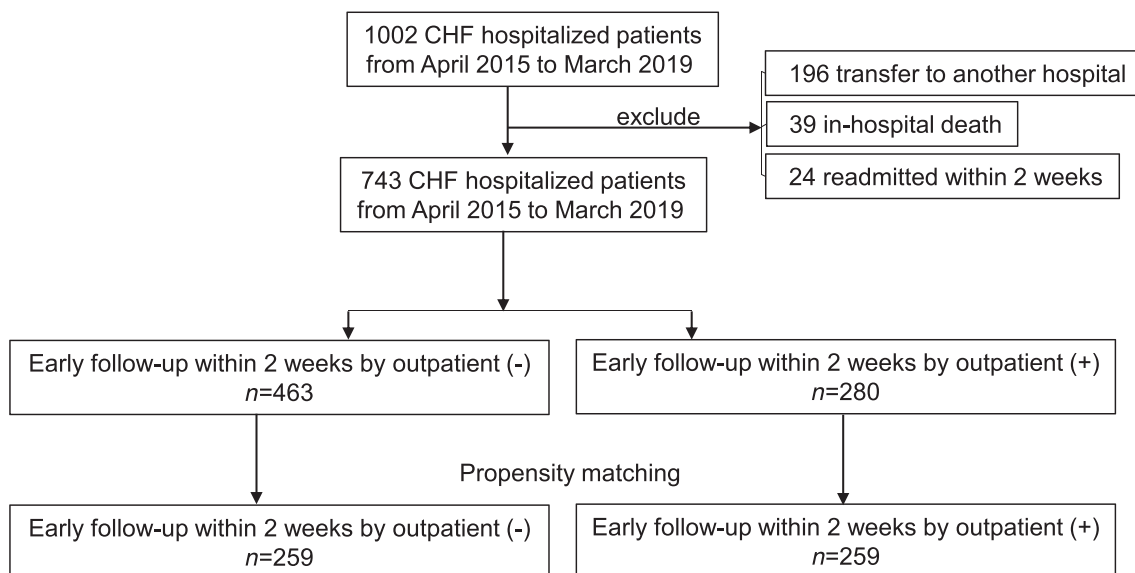 1002 CHF hospitalized patients
from April 2015 to March 2019
196 transfer to another hospital
exclude
39 in-hospital death
24 readmitted within 2 weeks
743 CHF hospitalized patients
from April 2015 to March 2019
Early follow-up within 2 weeks by outpatient (-)
n=463
Early follow-up within 2 weeks by outpatient (+)
n=280
Propensity matching
Early follow-up within 2 weeks by outpatient (-)
n=259
Early follow-up within 2 weeks by outpatient (+)
n=259